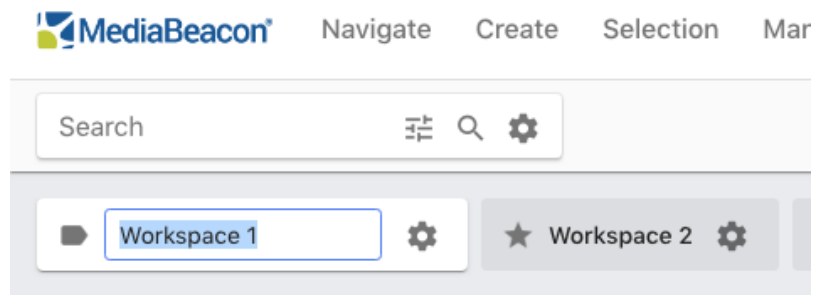 MediaBeacon® Navigate Create Selection
Search
Workspace 1 Workspace 2